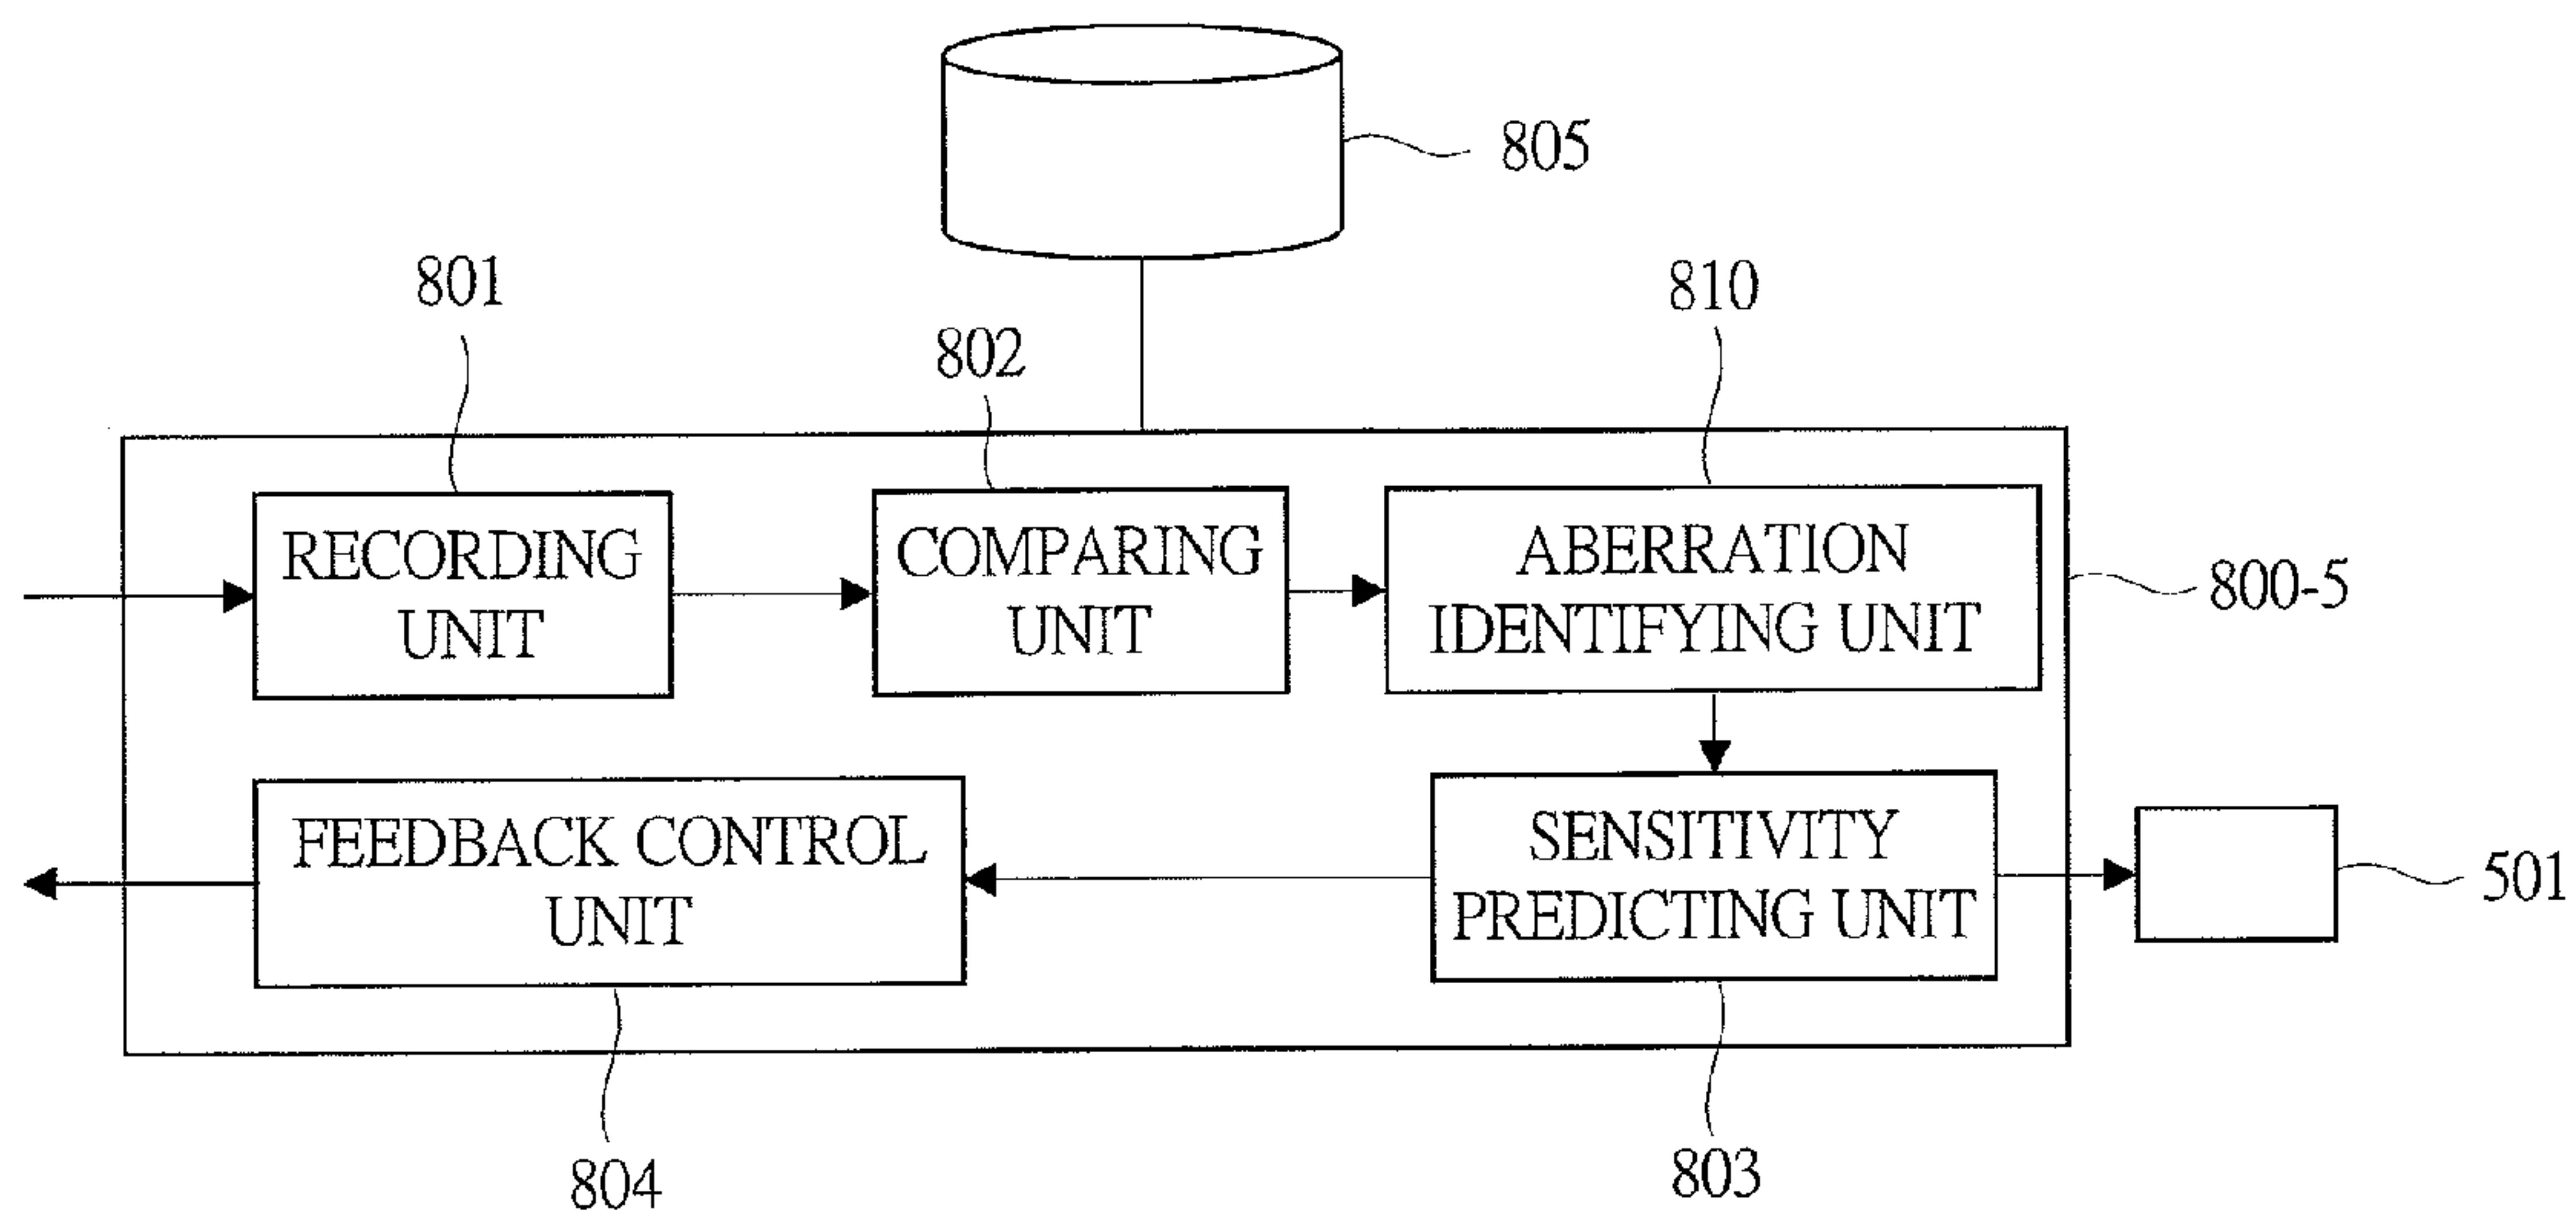 805
801
810
802
RECORDING
UNIT
COMPARING
UNIT
ABERRATION
IDENTIFYING UNIT
800-5
FEEDBACK CONTROL
UNIT
SENSITIVITY
PREDICTING UNIT
501
804
803